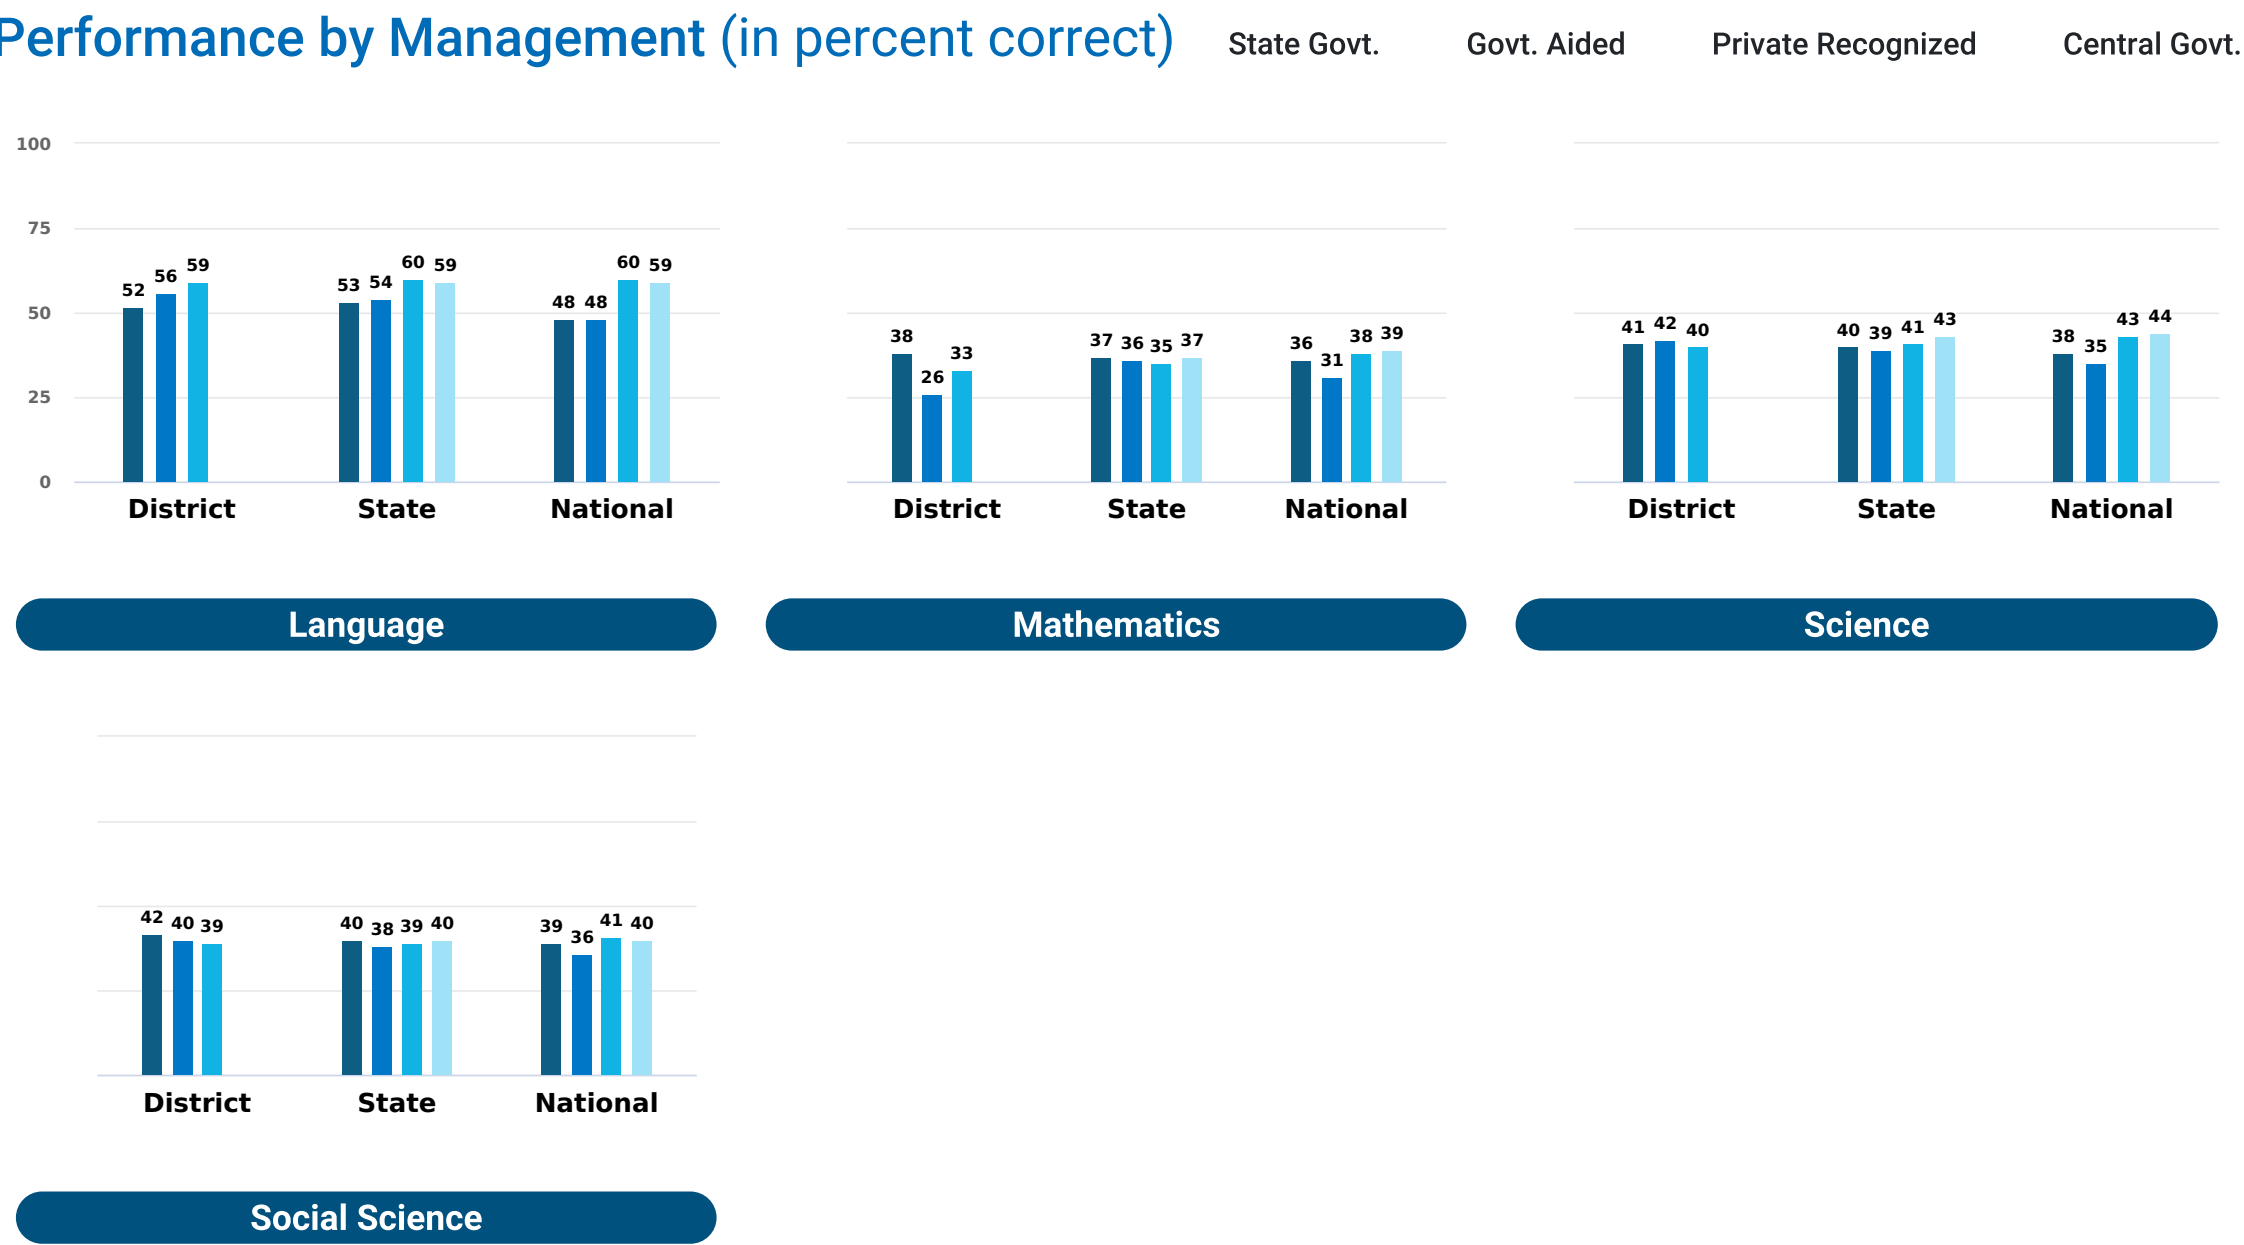 Performance by Management (in percent correct) State Govt. Govt. Aided Private Recognized Central Govt.
100
75
50
25
0
52 56 59 53 54 60 59 48 48 60 59
District State National
Language
38 26 33 37 36 35 37 36 31 38 39
District State National
Mathematics
41 42 40 40 39 41 43 38 35 43 44
District State National
Science
42 40 39 40 38 39 40 39 36 41 40
District State National
Social Science